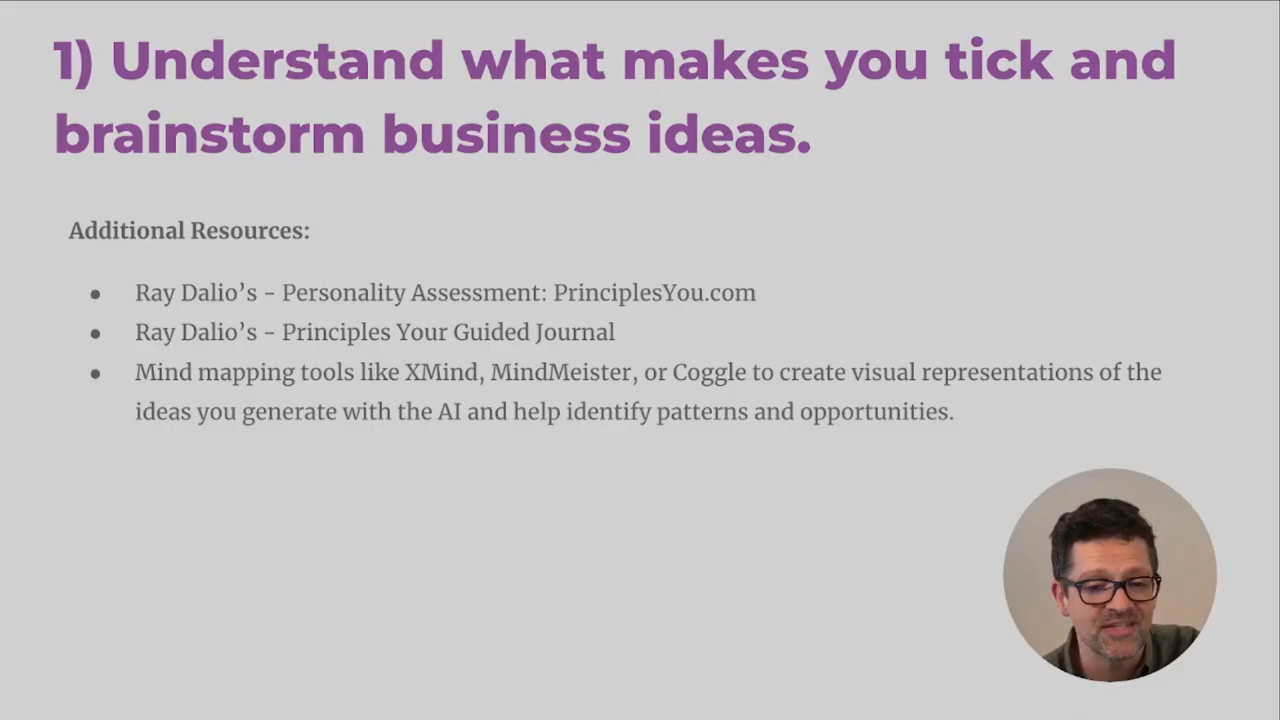 1) Understand what makes you tick and
brainstorm business ideas.
Additional Resources:
● Ray Dalio’s - Personality Assessment: PrinciplesYou.com
● Ray Dalio’s - Principles Your Guided Journal
● Mind mapping tools like XMind, MindMeister, or Coggle to create visual representations of the
ideas you generate with the AI and help identify patterns and opportunities.